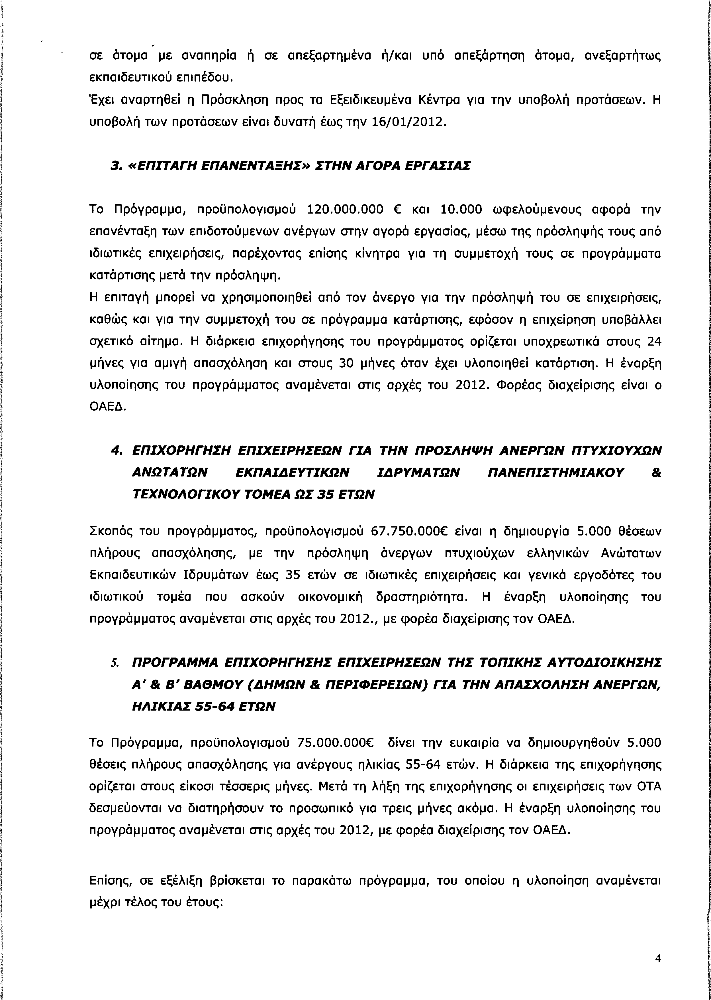 σε άτομα με αναπηρία ή σε απεξαρτημένα ή/και υπό απεξάρτηση άτομα, ανεξαρτήτως
εκπαιδευτικού επιπέδου.
Έχει αναρτηθεί η Πρόσκληση προς τα Εξειδικευμένα Κέντρα για την υποβολή προτάσεων. Η
υποβολή των προτάσεων είναι δυνατή έως την 16/01/2012.
3. «ΕΠΙΤΑΓΗ ΕΠΑΝΕΝΤΑΞΗΣ» ΣΤΗΝ ΑΓΟΡΑ ΕΡΓΑΣΙΑΣ
Το Πρόγραμμα, προϋπολογισμού 120.000.000 € και 10.000 ωφελούμενους αφορά την
επανένταξη των επιδοτούμενων ανέργων στην αγορά εργασίας, μέσω της πρόσληψής τους από
ιδιωτικές επιχειρήσεις, παρέχοντας επίσης κίνητρα για τη συμμετοχή τους σε προγράμματα
κατάρτισης μετά την πρόσληψη.
Η επιταγή μπορεί να χρησιμοποιηθεί από τον άνεργο για την πρόσληψή του σε επιχειρήσεις,
καθώς και για την συμμετοχή του σε πρόγραμμα κατάρτισης, εφόσον η επιχείρηση υποβάλλει
σχετικό αίτημα. Η διάρκεια επιχορήγησης του προγράμματος ορίζεται υποχρεωτικά στους 24
μήνες για αμιγή απασχόληση και στους 30 μήνες όταν έχει υλοποιηθεί κατάρτιση. Η έναρξη
υλοποίησης του προγράμματος αναμένεται στις αρχές του 2012. Φορέας διαχείρισης είναι ο
ΟΑΕΔ.
4. ΕΠΙΧΟΡΗΓΗΣΗ ΕΠΙΧΕΙΡΗΣΕΩΝ ΓΙΑ ΤΗΝ ΠΡΟΣΛΗΨΗ ΑΝΕΡΓΩΝ ΠΤΥΧΙΟΥΧΩΝ
ΑΝΩΤΑΤΩΝ ΕΚΠΑΙΔΕΥΤΙΚΩΝ ΙΔΡΥΜΑΤΩΝ ΠΑΝΕΠΙΣΤΗΜΙΑΚΟΥ &
ΤΕΧΝΟΛΟΓΙΚΟΥ ΤΟΜΕΑ ΩΣ 35 ΕΤΩΝ
Σκοπός του προγράμματος, προϋπολογισμού 67.750.000€ είναι η δημιουργία 5.000 θέσεων
πλήρους απασχόλησης, με την πρόσληψη άνεργων πτυχιούχων ελληνικών Ανώτατων
Εκπαιδευτικών Ιδρυμάτων έως 35 ετών σε ιδιωτικές επιχειρήσεις και γενικά εργοδότες του
ιδιωτικού τομέα που ασκούν οικονομική δραστηριότητα. Η έναρξη υλοποίησης του
προγράμματος αναμένεται στις αρχές του 2012., με φορέα διαχείρισης τον ΟΑΕΔ.
5. ΠΡΟΓΡΑΜΜΑ ΕΠΙΧΟΡΗΓΗΣΗΣ ΕΠΙΧΕΙΡΗΣΕΩΝ ΤΗΣ ΤΟΠΙΚΗΣ ΑΥΤΟΔΙΟΙΚΗΣΗΣ
Α' & Β' ΒΑΘΜΟΥ (ΔΗΜΩΝ & ΠΕΡΙΦΕΡΕΙΩΝ) ΓΙΑ ΤΗΝ ΑΠΑΣΧΟΛΗΣΗ ΑΝΕΡΓΩΝ,
ΗΛΙΚΙΑΣ 55-64 ΕΤΩΝ
Το Πρόγραμμα, προϋπολογισμού 75.000.000€ δίνει την ευκαιρία να δημιουργηθούν 5.000
θέσεις πλήρους απασχόλησης για ανέργους ηλικίας 55-64 ετών. Η διάρκεια της επιχορήγησης
ορίζεται στους είκοσι τέσσερις μήνες. Μετά τη λήξη της επιχορήγησης οι επιχειρήσεις των ΟΤΑ
δεσμεύονται να διατηρήσουν το προσωπικό για τρεις μήνες ακόμα. Η έναρξη υλοποίησης του
προγράμματος αναμένεται στις αρχές του 2012, με φορέα διαχείρισης τον ΟΑΕΔ.
Επίσης, σε εξέλιξη βρίσκεται το παρακάτω πρόγραμμα, του οποίου η υλοποίηση αναμένεται
μέχρι τέλος του έτους:
4